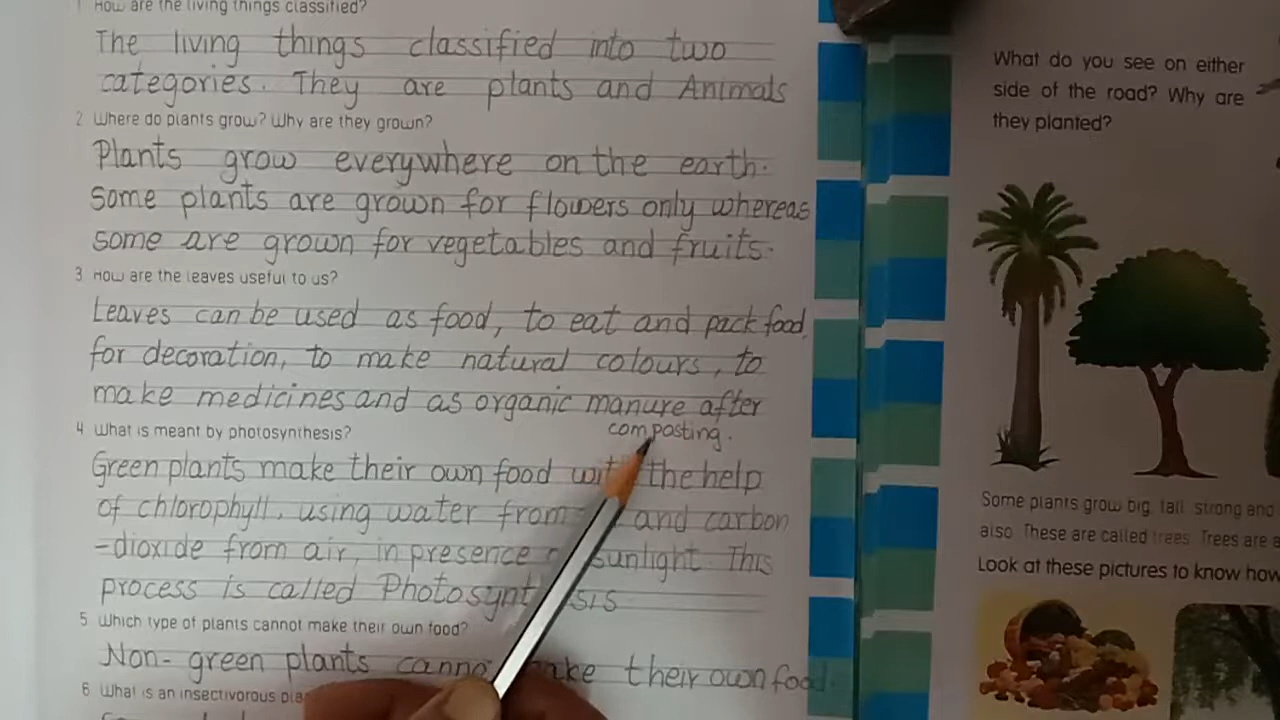 1 How are the living things classified?
The living things classified into two
categories. They are plants and Animals
2. Where do plants grow? Why are they grown?
Plants grow everywhere on the earth.
Some plants are grown for flowers only whereas
some are grown for vegetables and fruits.
3. How are the leaves useful to us?
Leaves can be used as food, to eat and pack food,
for decoration, to make natural colours, to
make medicines and as organic manure after
composting.
4 What is meant by photosynthesis?
Green plants make their own food the help
of chlorophyll, using water from and carbon
-dioxide from air, in presence sunlight. This
process is called
5 Which type of plants cannot make their own food?
Non-green plants their own food.
6 What is an insectivorous
What do you see on either
side of the road? Why are
they planted?
Some plants grow big, tall, strong and
also. These are called trees. Trees are
Look at these pictures to know how